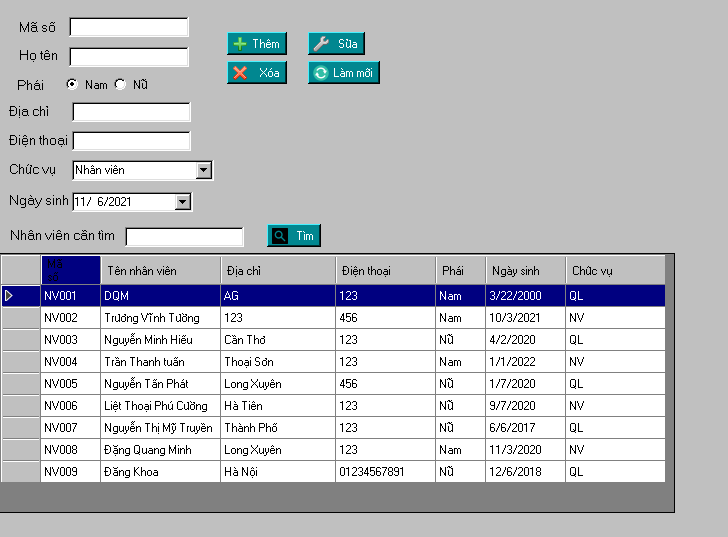 Mã số
Thêm Sửa
Họ tên
Xóa Làm mới
Phái Nam Nữ
Địa chỉ
Điện thoại
Chức vụ Nhân viên
Ngày sinh 11/ 6/2021
Nhân viên cần tìm Tìm
Mã Tên nhân viên Địa chỉ Điện thoại Phái Ngày sinh Chức vụ
NV001 DQM AG 123 Nam 3/22/2000 QL
NV002 Trương Vĩnh Tường 123 456 Nam 10/3/2021 NV
NV003 Nguyễn Minh Hiếu Cần Thơ 123 Nữ 4/2/2020 QL
NV004 Trần Thanh tuấn Thoại Sơn 123 Nam 1/1/2022 NV
NV005 Nguyễn Tấn Phát Long Xuyên 456 Nữ 1/7/2020 QL
NV006 Liệt Thoại Phú Cường Hà Tiên 123 Nữ 9/7/2020 NV
NV007 Nguyễn Thị Mỹ Truyền Thành Phố 123 Nữ 6/6/2017 QL
NV008 Đặng Quang Minh Long Xuyên 123 Nam 11/3/2020 NV
NV009 Đăng Khoa Hà Nội 01234567891 Nữ 12/6/2018 QL